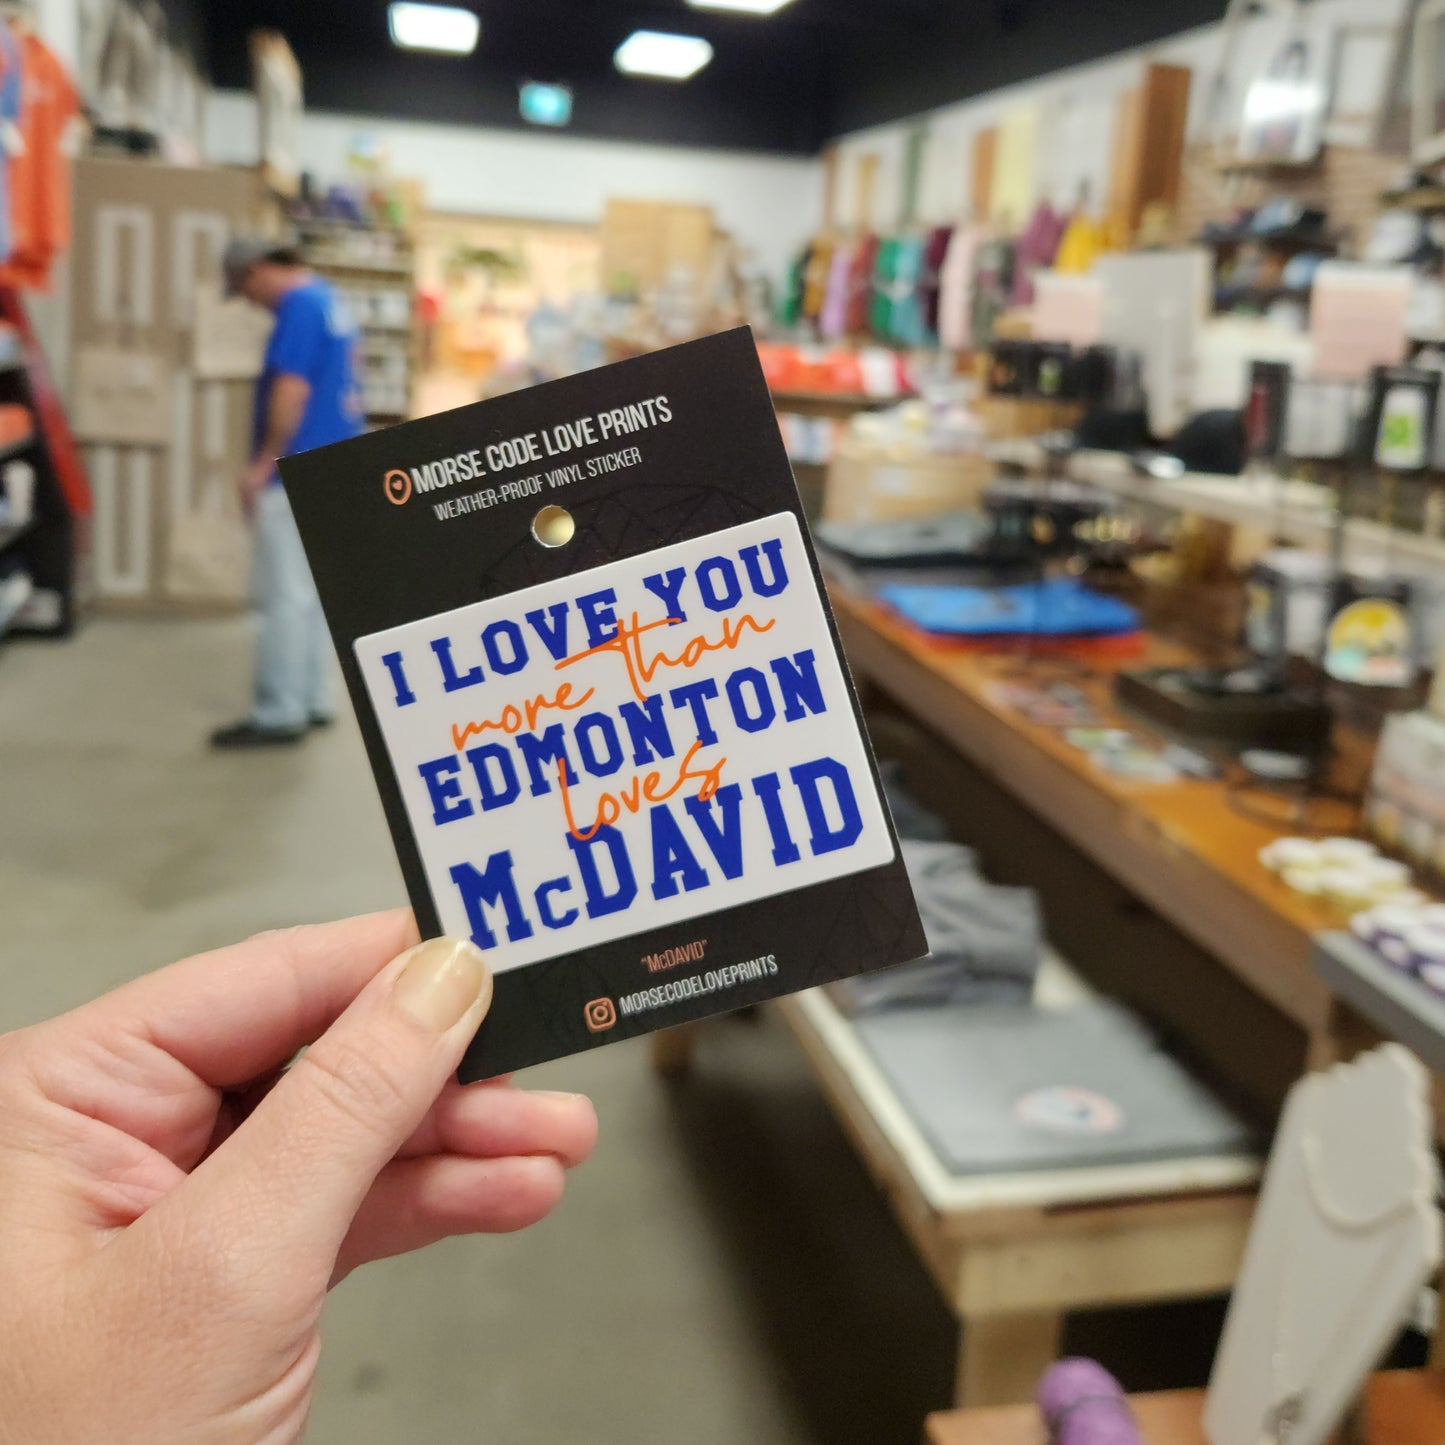 MORSE CODE LOVE PRINTS
WEATHER-PROOF VINYL STICKER
I LOVE YOU
more than
EDMONTON
loves
McDAVID
"McDAVID"
MORSECODELOVEPRINTS